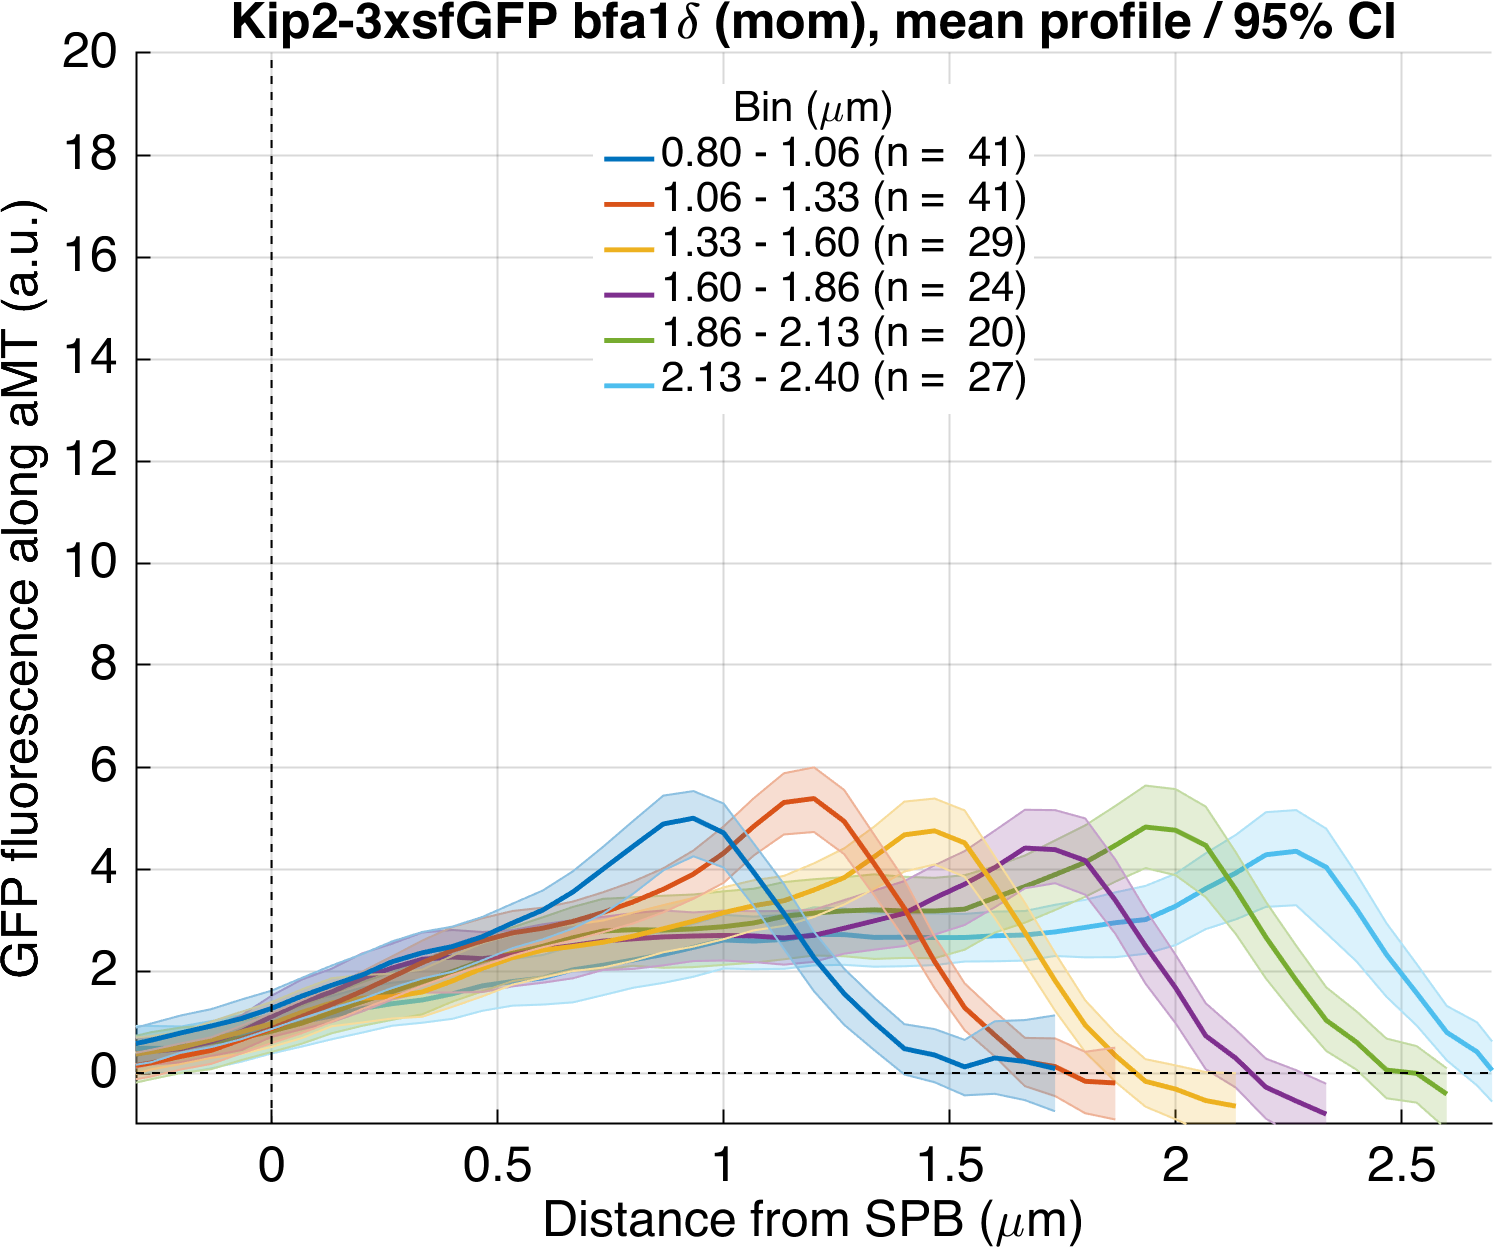 Kip2-3xsfGFP bfa1δ (mom), mean profile / 95% CI
GFP fluorescence along aMT (a.u.)
20
18
16
14
12
10
8
6
4
2
0
Bin (μm)
0.80 - 1.06 (n = 41)
1.06 - 1.33 (n = 41)
1.33 - 1.60 (n = 29)
1.60 - 1.86 (n = 24)
1.86 - 2.13 (n = 20)
2.13 - 2.40 (n = 27)
0 0.5 1 1.5 2 2.5
Distance from SPB (μm)